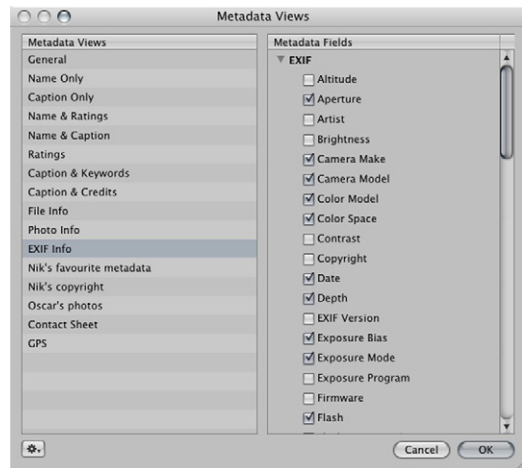 Metadata Views
Metadata Views
General
Name Only
Caption Only
Name & Ratings
Name & Caption
Ratings
Caption & Keywords
Caption & Credits
File Info
Photo Info
EXIF Info
Nik's favourite metadata
Nik's copyright
Oscar's photos
Contact Sheet
GPS
Metadata Fields
EXIF
Altitude
Aperture
Artist
Brightness
Camera Make
Camera Model
Color Model
Color Space
Contrast
Copyright
Date
Depth
EXIF Version
Exposure Bias
Exposure Mode
Exposure Program
Firmware
Flash
Cancel
OK